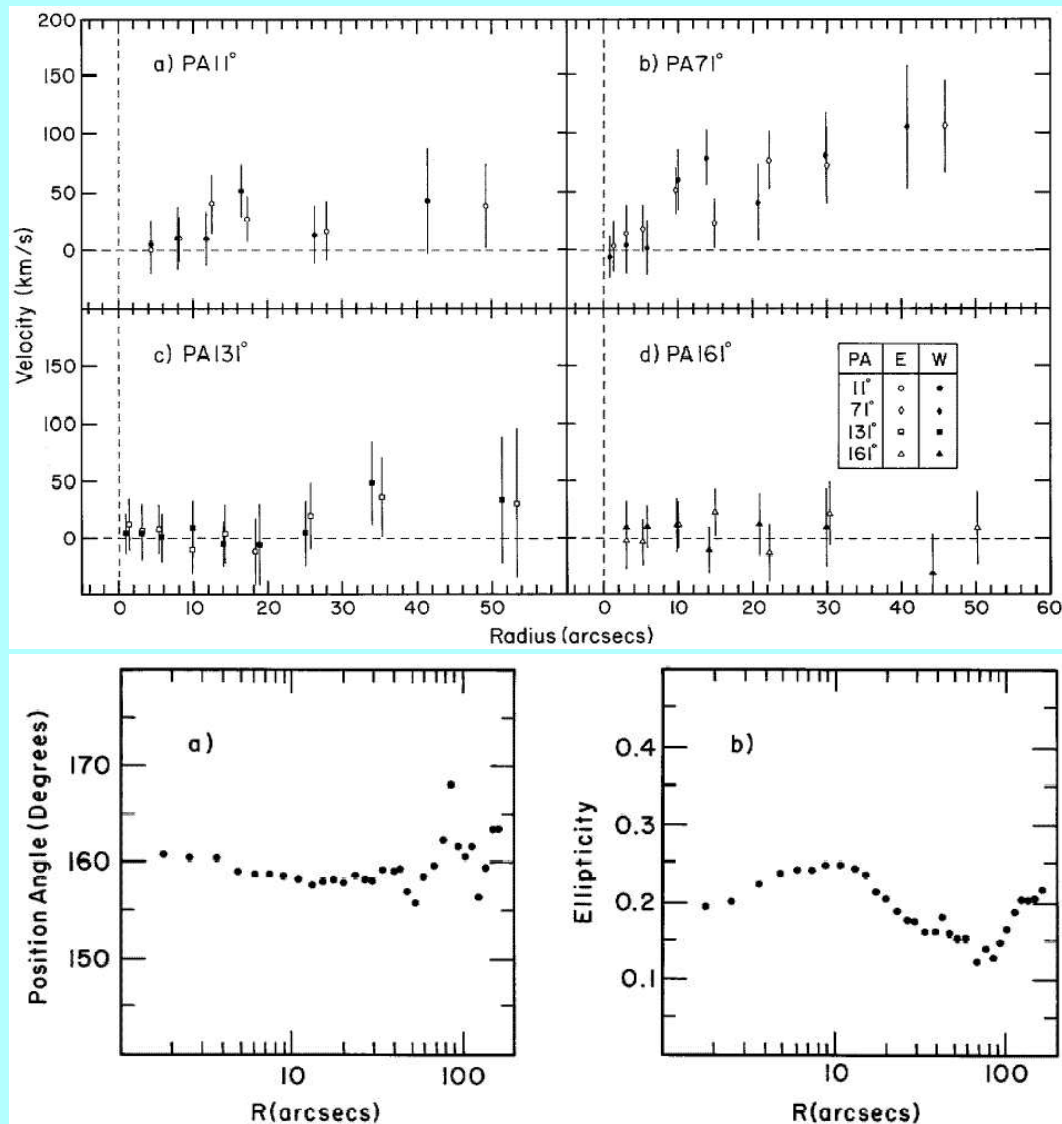 200
150
100
50
0
a) PA11°
b) PA71°
Velocity (km/s)
150
100
50
0
c) PA131°
d) PA161°
PA E W
11°
71°
131°
161°
0 10 20 30 40 50 0 10 20 30 40 50 60
Radius (arcsecs)
170
160
150
Position Angle (Degrees)
a)
10 100
R(arcsecs)
0.4
0.3
0.2
0.1
Ellipticity
b)
10 100
R(arcsecs)